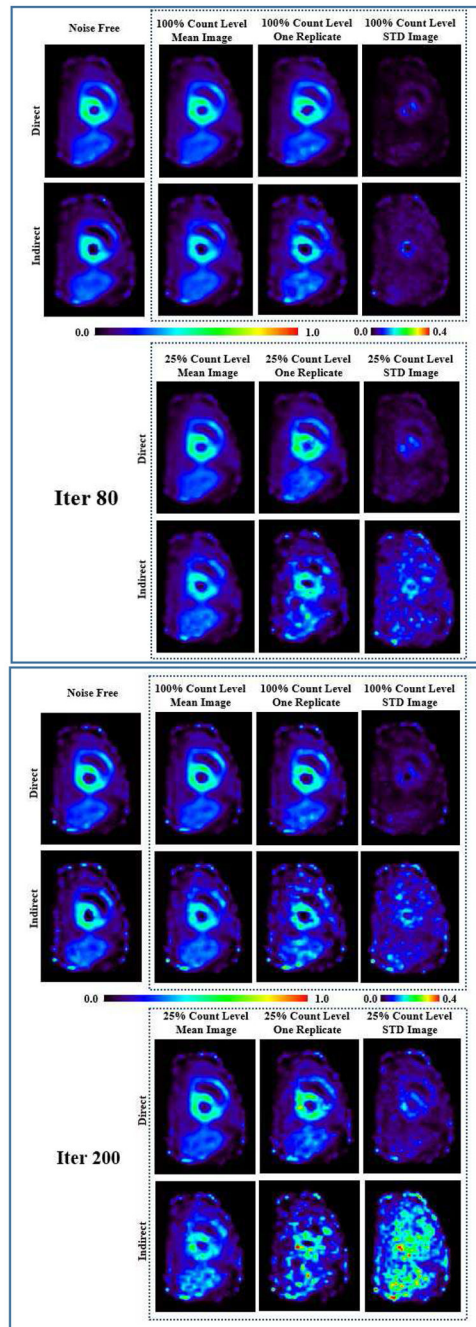 Noise Free
100% Count Level
Mean Image
100% Count Level
One Replicate
100% Count Level
STD Image
Direct
Indirect
0.0
1.0
0.0
0.4
25% Count Level
Mean Image
25% Count Level
One Replicate
25% Count Level
STD Image
Direct
Iter 80
Indirect
Noise Free
100% Count Level
Mean Image
100% Count Level
One Replicate
100% Count Level
STD Image
Direct
Indirect
0.0
1.0
0.0
0.4
25% Count Level
Mean Image
25% Count Level
One Replicate
25% Count Level
STD Image
Direct
Iter 200
Indirect